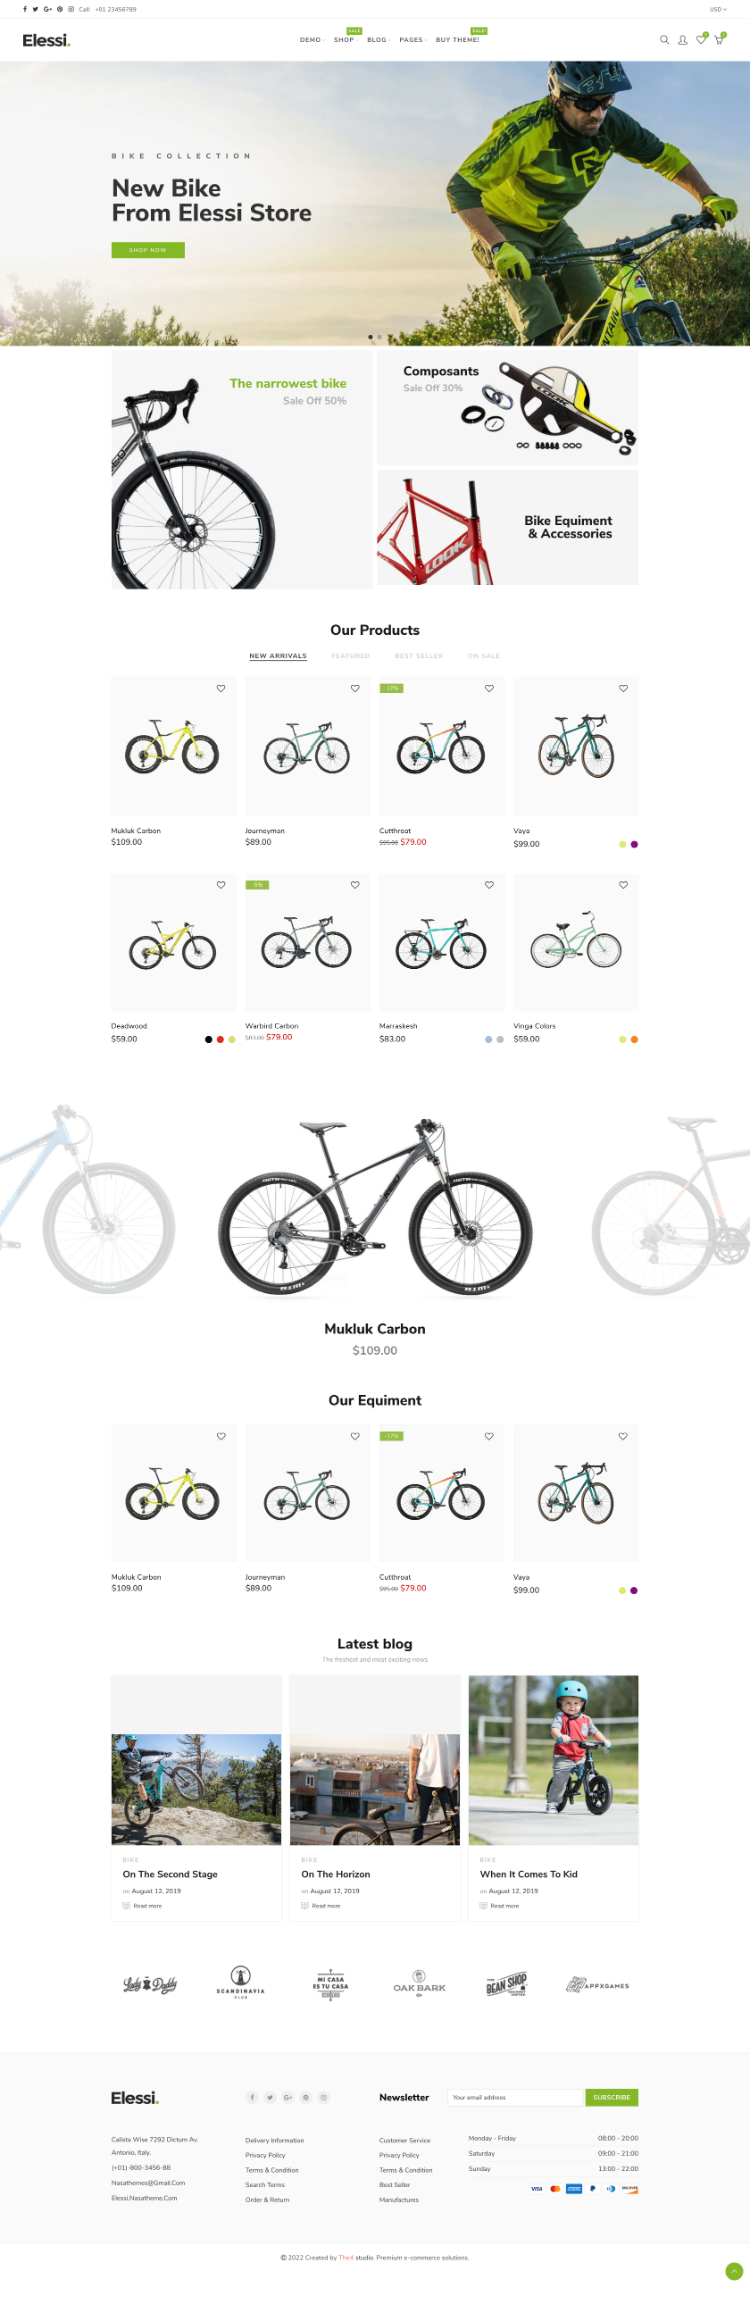 Call +01 23456789
USD
Elessi.
DEMO
SHOP
SALE
BLOG
PAGES
BUY THEME!
SALE!
0
0
BIKE COLLECTION
New Bike
From Elessi Store
SHOP NOW
The narrowest bike
Sale Off 50%
Composants
Sale Off 30%
LOOK
Bike Equiment
& Accessories
Our Products
NEW ARRIVALS
FEATURED
BEST SELLER
ON SALE
-17%
Mukluk Carbon
$109.00
Journeyman
$89.00
Cutthroat
$95.00 $79.00
Vaya
$99.00
-5%
Deadwood
$59.00
Warbird Carbon
$83.00 $79.00
Marraskesh
$83.00
Vinga Colors
$59.00
Mukluk Carbon
$109.00
Our Equiment
-17%
Mukluk Carbon
$109.00
Journeyman
$89.00
Cutthroat
$95.00 $79.00
Vaya
$99.00
Latest blog
The freshest and most exciting news
BIKE
On The Second Stage
on August 12, 2019
Read more
BIKE
On The Horizon
on August 12, 2019
Read more
BIKE
When It Comes To Kid
on August 12, 2019
Read more
Lady & Daddy
SCANDINAVIA
CLUB
MI CASA
ES TU CASA
OAK BARK
THE
BEAN SHOP
APPXGAMES
Elessi.
Newsletter
Your email address
SUBSCRIBE
Calista Wise 7292 Dictum Av.
Antonio, Italy.
(+01)-800-3456-88
Nasathemes@Gmail.Com
Elessi.Nasatheme.Com
Delivery Information
Privacy Policy
Terms & Condition
Search Terms
Order & Return
Customer Service
Privacy Policy
Terms & Condition
Best Seller
Manufactures
Monday - Friday 08:00 - 20:00
Saturday 09:00 - 21:00
Sunday 13:00 - 22:00
VISA
DISCOVER
© 2022 Created by The4 studio. Premium e-commerce solutions.